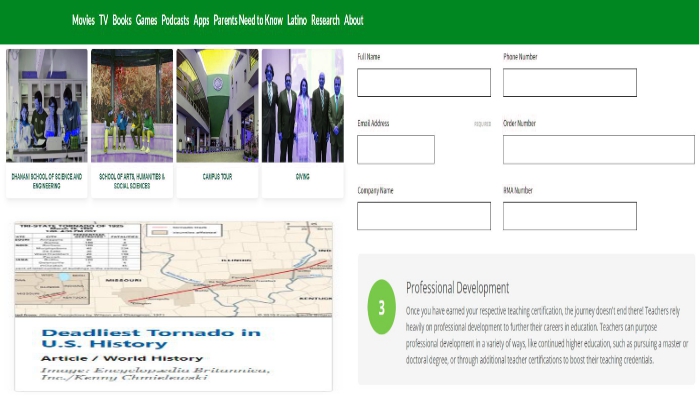 Movies TV Books Games Podcasts Apps Parents Need to Know Latino Research About
DHANANI SCHOOL OF SCIENCE AND
ENGINEERING
SCHOOL OF ARTS, HUMANITIES &
SOCIAL SCIENCES
CAMPUS TOUR
GIVING
Full Name
Phone Number
Email Address
REQUIRED
Order Number
Company Name
RMA Number
TRI-STATE TORNADO OF 1925
MISSOURI
KENTUCKY
Deadliest Tornado in
U.S. History
Article / World History
Image: Encyclopædia Britannica,
Inc./Kenny Chmielewski
3
Professional Development
Once you have earned your respective teaching certification, the journey doesn't end there! Teachers rely
heavily on professional development to further their careers in education. Teachers can pursue
professional development in a variety of ways, like continued higher education, such as pursuing a master or
doctoral degree, or through additional teacher certifications to boost their teaching credentials.